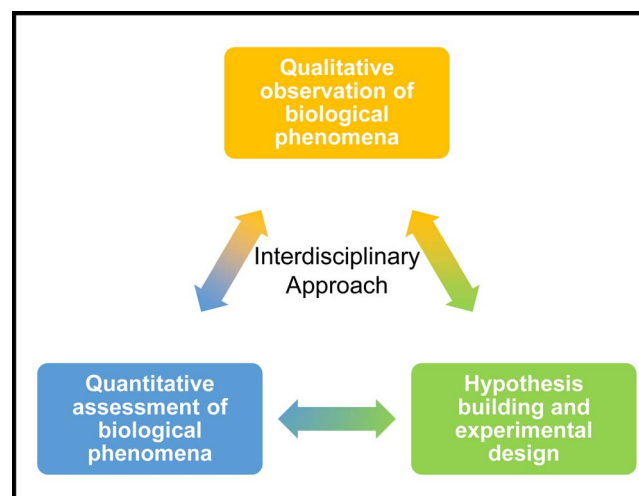 Qualitative
observation of
biological
phenomena
Interdisciplinary
Approach
Quantitative
assessment of
biological
phenomena
Hypothesis
building and
experimental
design